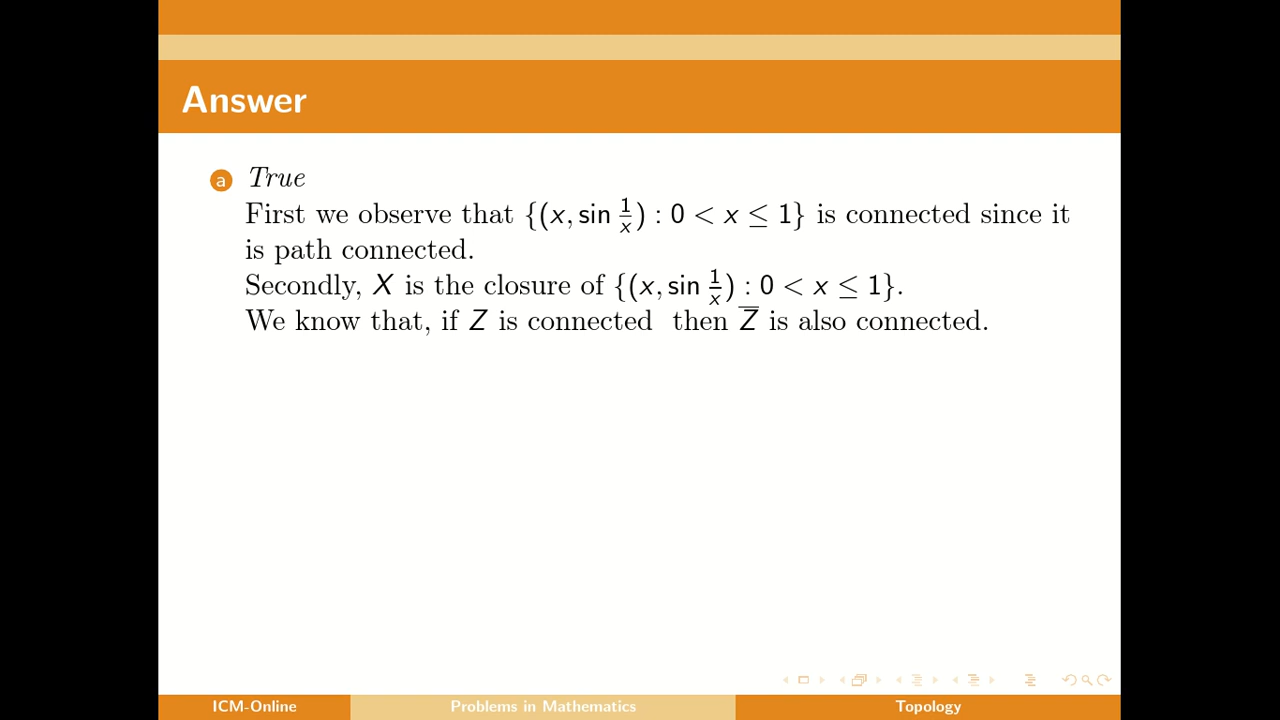 Answer
a True
First we observe that {(x, sin 1/x) : 0 < x ≤ 1} is connected since it
is path connected.
Secondly, X is the closure of {(x, sin 1/x) : 0 < x ≤ 1}.
We know that, if Z is connected then Z̅ is also connected.
ICM-Online Problems in Mathematics Topology